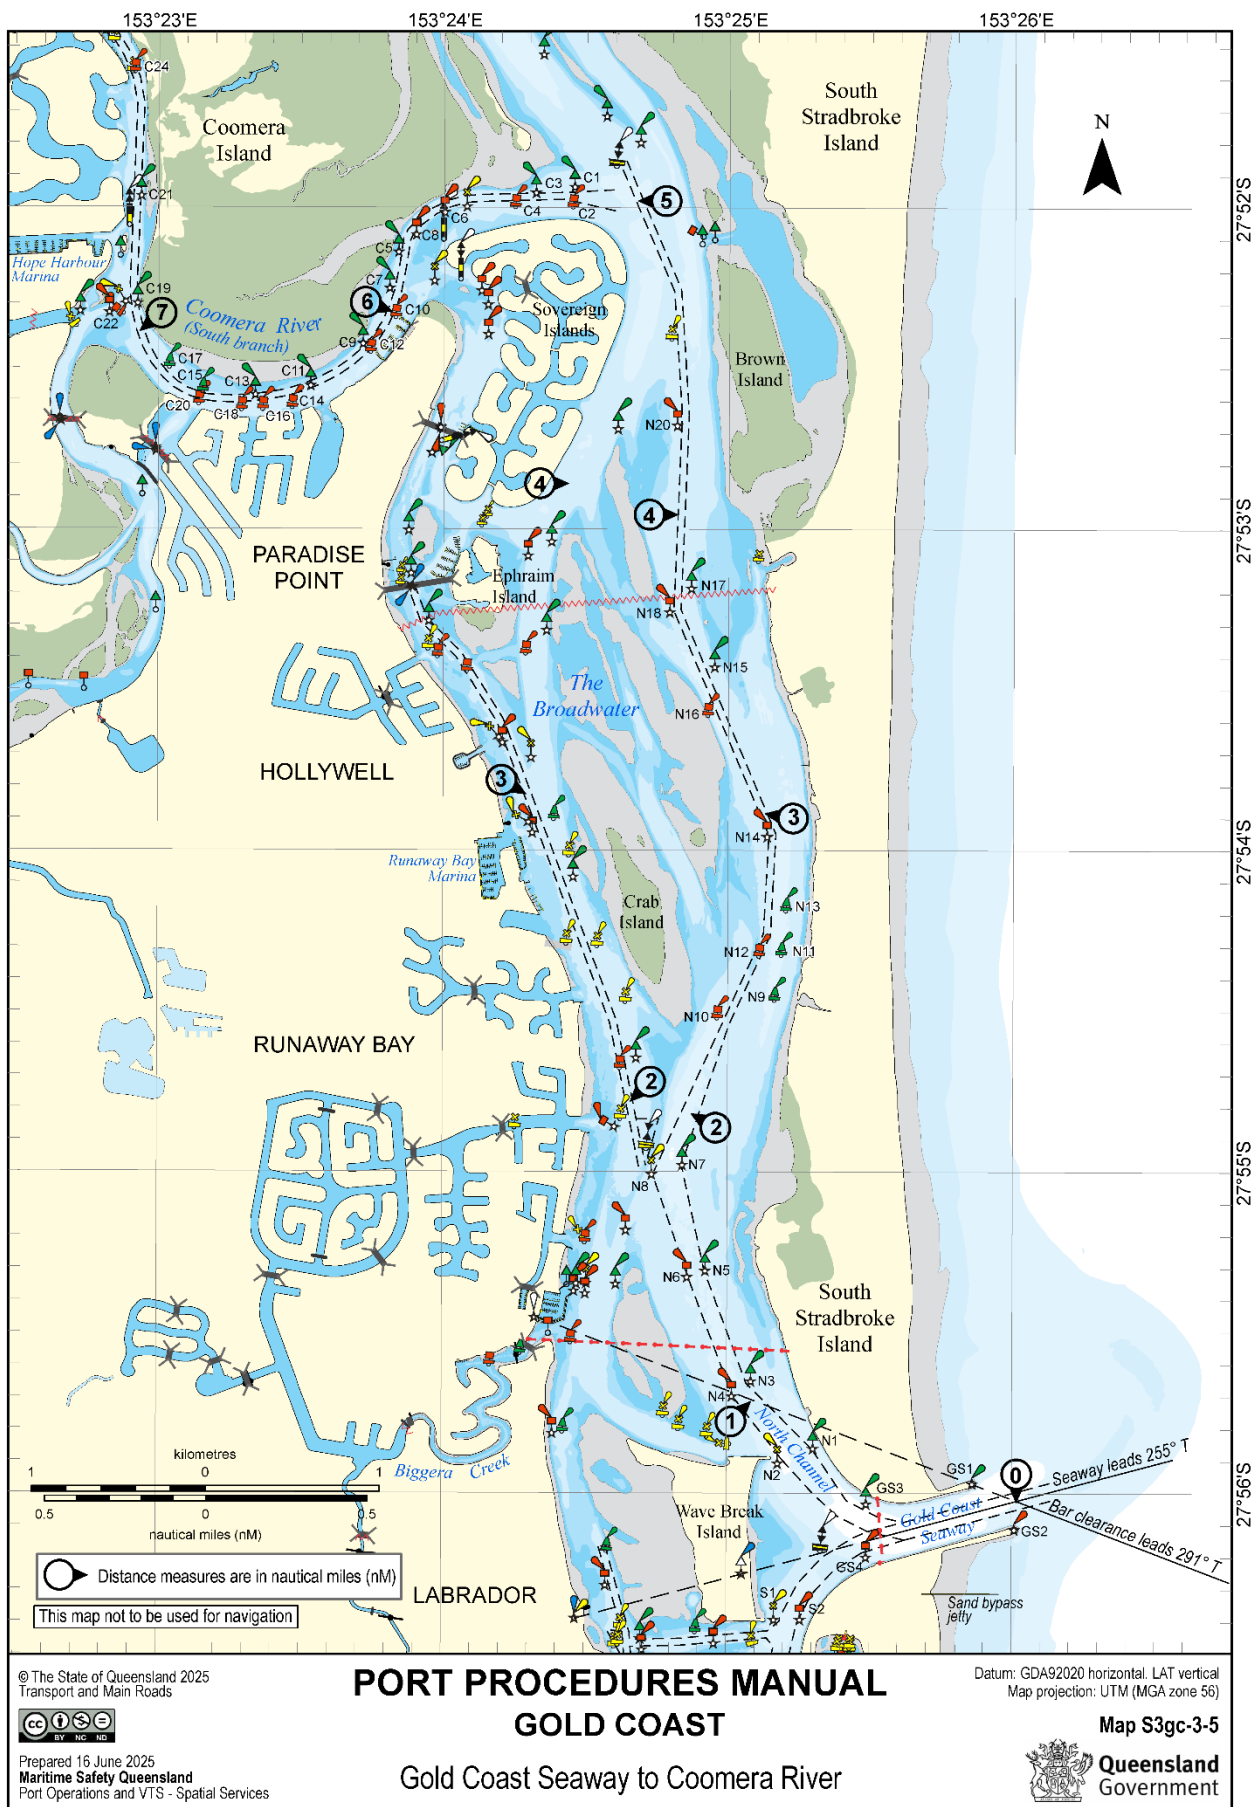 153°23'E
153°24'E
153°25'E
153°26'E
C24
Coomera
Island
South
Stradbroke
Island
N
C21
C3
C1
C6
C4
C2
5
27°52'S
C5
C8
Hope Harbour
Marina
C7
C19
7
6
C10
C22
Coomera River
(South branch)
Sovereign
Islands
C9
C12
C17
C15
C13
C11
C20
C18
C16
C14
Brown
Island
N20
4
4
27°53'S
PARADISE
POINT
Ephraim
Island
N17
N18
The
Broadwater
N15
N16
HOLLYWELL
3
3
N14
27°54'S
Runaway Bay
Marina
Crab
Island
N13
N12
N11
N9
N10
RUNAWAY BAY
2
2
N7
N8
27°55'S
N6
N5
South
Stradbroke
Island
N3
N4
1
North Channel
N1
N2
Biggera Creek
GS1
GS3
0
Seaway leads 255° T
27°56'S
Gold Coast
Seaway
GS2
Bar clearance leads 291° T
GS4
Wave Break
Island
S1
S2
Sand bypass
jetty
LABRADOR
kilometres
1
0
1
0.5
0
0.5
nautical miles (nM)
Distance measures are in nautical miles (nM)
This map not to be used for navigation
© The State of Queensland 2025
Transport and Main Roads
cc
BY NC ND
Prepared 16 June 2025
Maritime Safety Queensland
Port Operations and VTS - Spatial Services
PORT PROCEDURES MANUAL
GOLD COAST
Gold Coast Seaway to Coomera River
Datum: GDA92020 horizontal. LAT vertical
Map projection: UTM (MGA zone 56)
Map S3gc-3-5
Queensland
Government